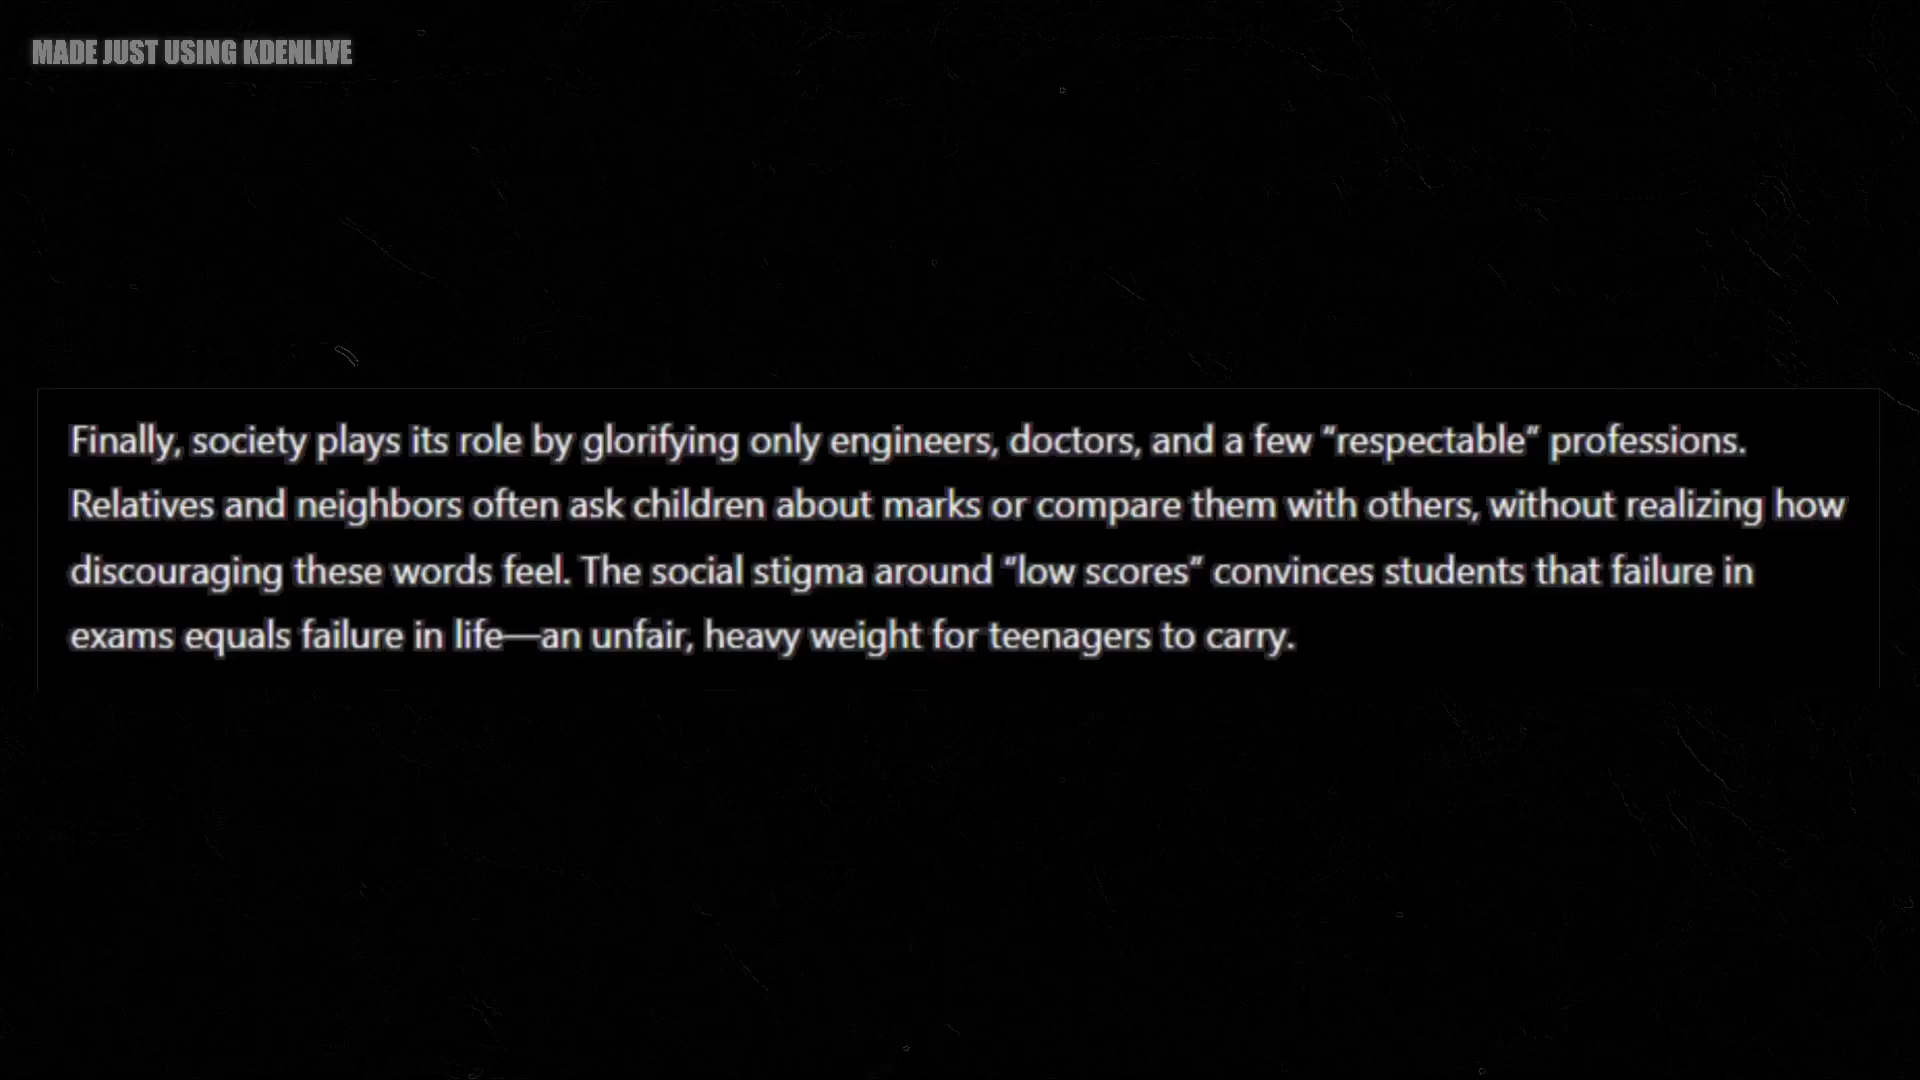 MADE JUST USING KDENLIVE
Finally, society plays its role by glorifying only engineers, doctors, and a few “respectable” professions.
Relatives and neighbors often ask children about marks or compare them with others, without realizing how
discouraging these words feel. The social stigma around “low scores” convinces students that failure in
exams equals failure in life—an unfair, heavy weight for teenagers to carry.